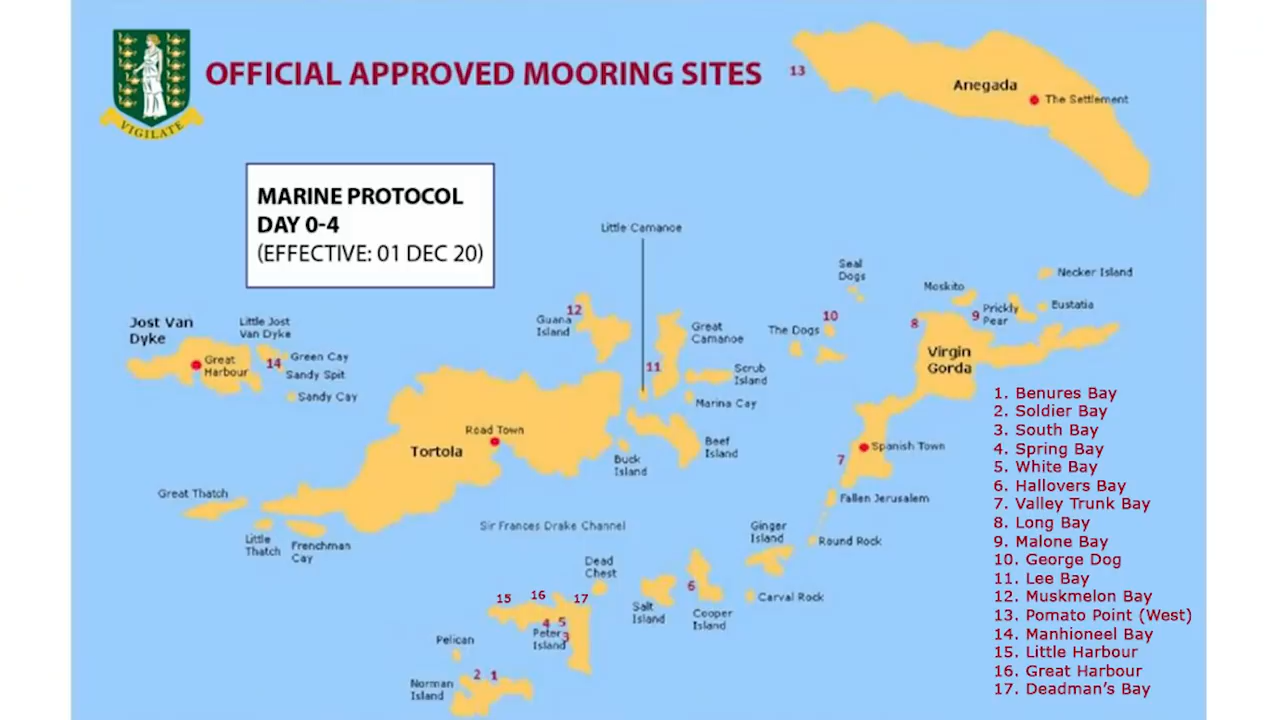 OFFICIAL APPROVED MOORING SITES
VIGILATE
MARINE PROTOCOL
DAY 0-4
(EFFECTIVE: 01 DEC 20)
13
Anegada
The Settlement
Little Camanoe
Seal
Dogs
Necker Island
Moskito
Prickly
Pear
Eustatia
9
8
10
The Dogs
12
Guana
Island
Great
Camanoe
11
Scrub
Island
Marina Cay
Jost Van
Dyke
Little Jost
Van Dyke
Great
Harbour
14
Green Cay
Sandy Spit
Sandy Cay
Virgin
Gorda
Road Town
Tortola
Buck
Island
Beef
Island
Spanish Town
7
Fallen Jerusalem
Great Thatch
Little
Thatch
Frenchman
Cay
Sir Frances Drake Channel
Ginger
Island
Round Rock
Dead
Chest
15
16
17
6
Salt
Island
Cooper
Island
Carval Rock
4
5
3
Peter
Island
Pelican
2
1
Norman
Island
1. Benures Bay
2. Soldier Bay
3. South Bay
4. Spring Bay
5. White Bay
6. Hallovers Bay
7. Valley Trunk Bay
8. Long Bay
9. Malone Bay
10. George Dog
11. Lee Bay
12. Muskmelon Bay
13. Pomato Point (West)
14. Manhioneel Bay
15. Little Harbour
16. Great Harbour
17. Deadman's Bay